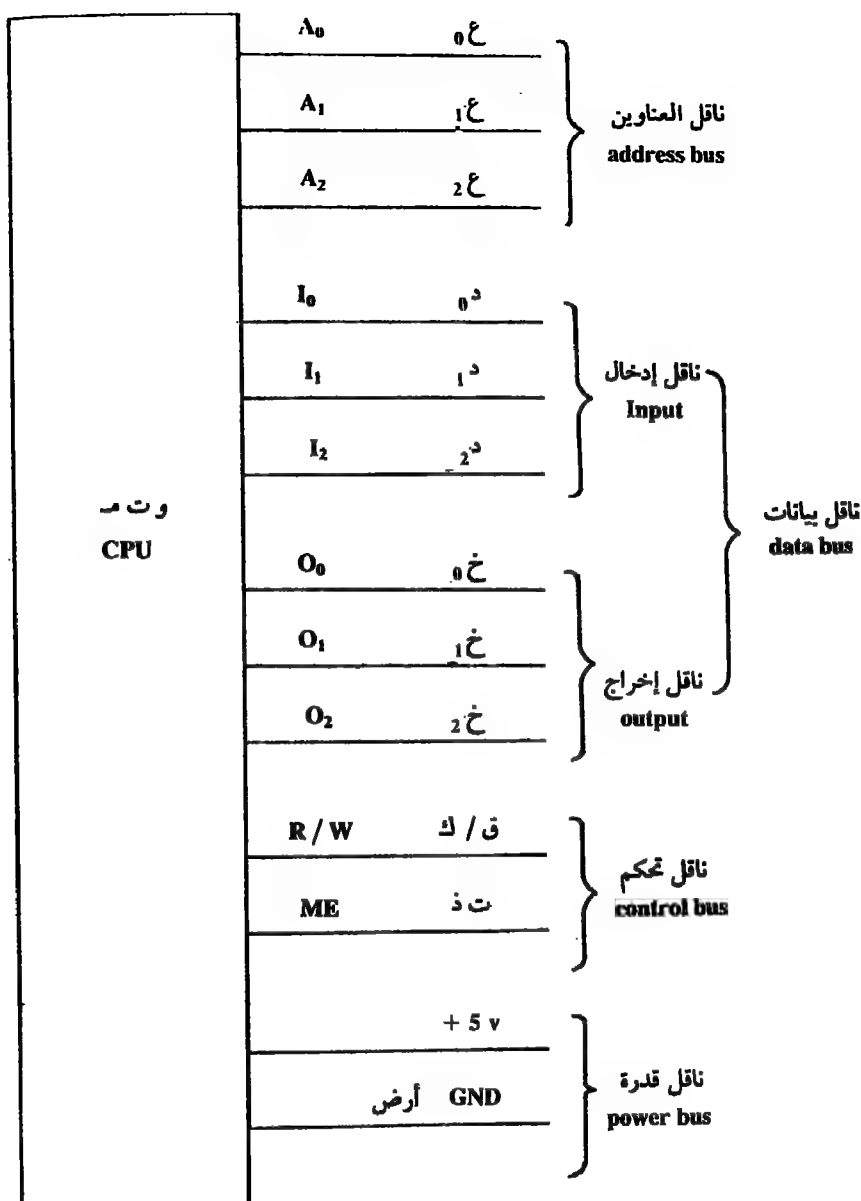 A₀ ع₀
A₁ ع₁
A₂ ع₂
ناقل العناوين
address bus
I₀ د₀
I₁ د₁
I₂ د₂
ناقل إدخال
Input
و ت مـ
CPU
ناقل بيانات
data bus
O₀ خ₀
O₁ خ₁
O₂ خ₂
ناقل إخراج
output
R / W ق / ك
ME ت ذ
ناقل تحكم
control bus
+ 5 v
أرض GND
ناقل قدرة
power bus